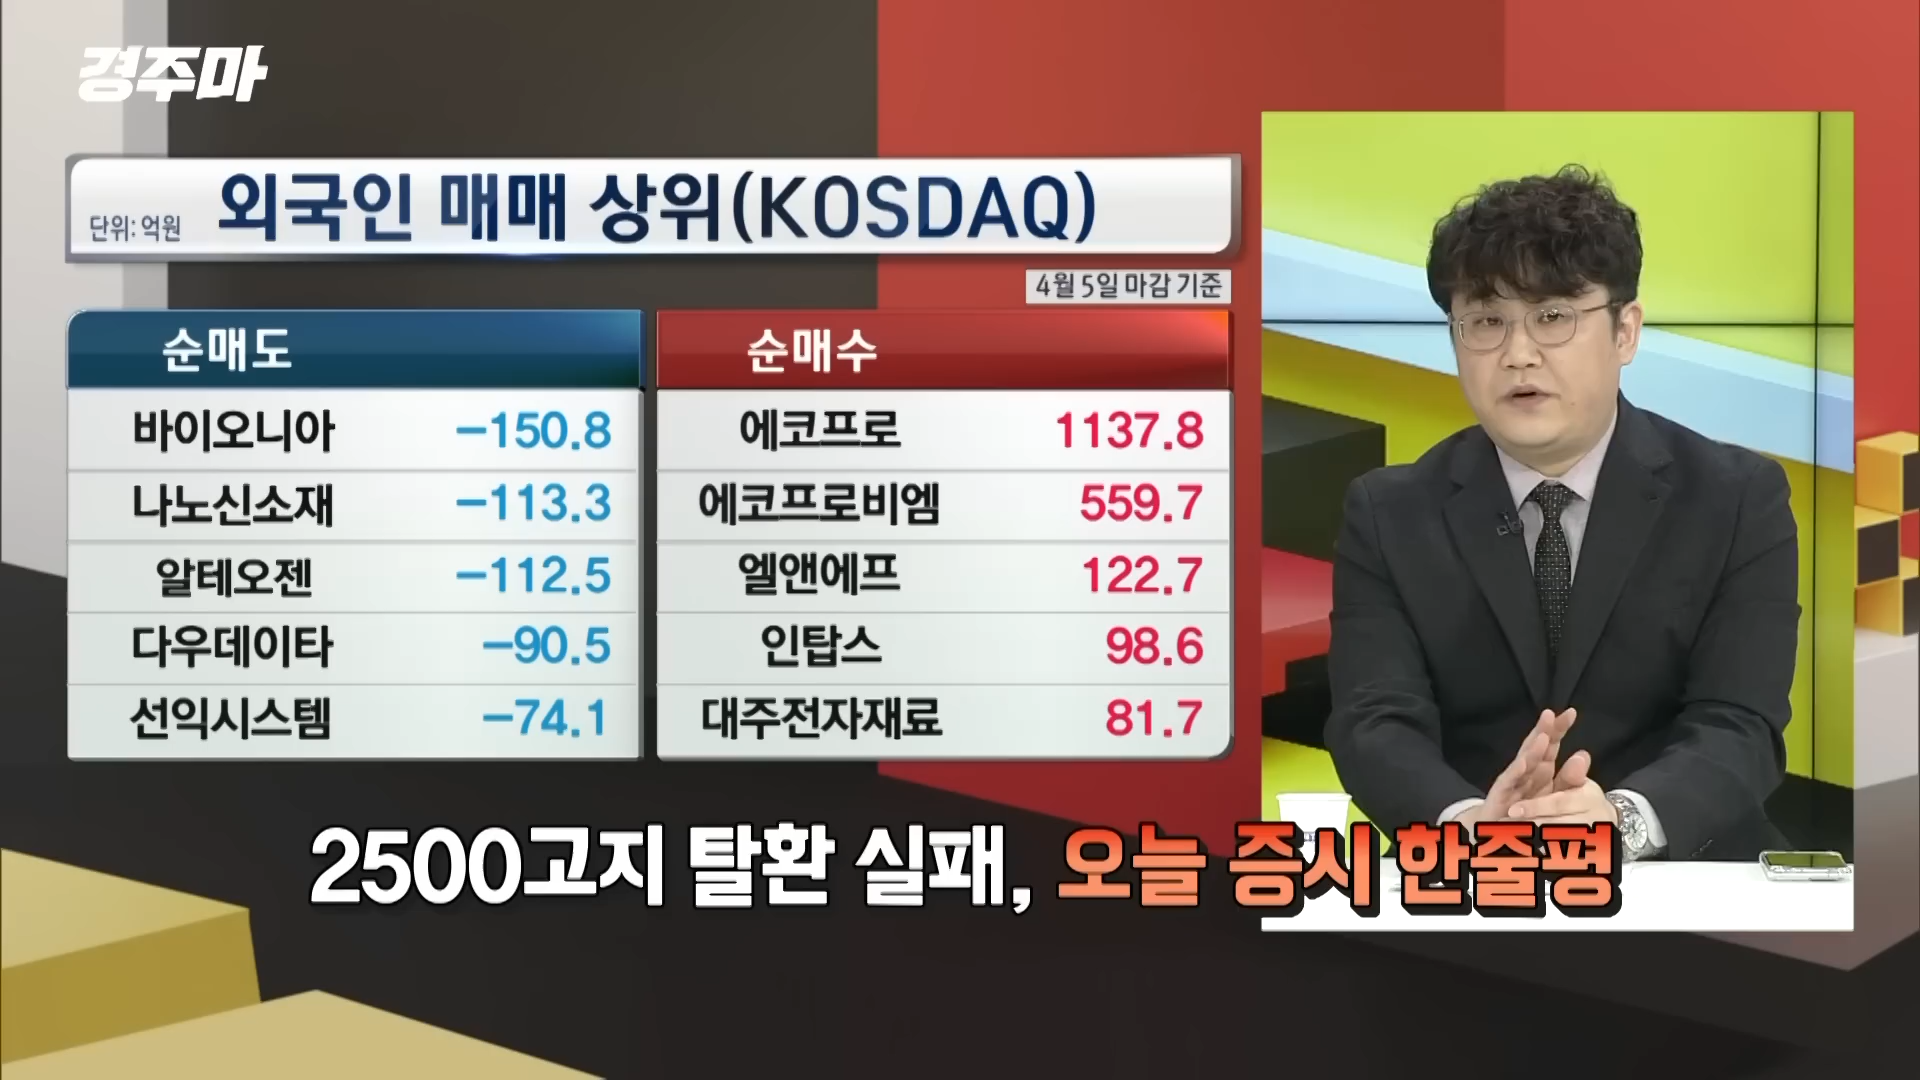 경주마
단위: 억원 외국인 매매 상위(KOSDAQ)
4월 5일 마감 기준
순매도 순매수
바이오니아 -150.8 에코프로 1137.8
나노신소재 -113.3 에코프로비엠 559.7
알테오젠 -112.5 엘앤에프 122.7
다우데이타 -90.5 인탑스 98.6
선익시스템 -74.1 대주전자재료 81.7
2500고지 탈환 실패, 오늘 증시 한줄평